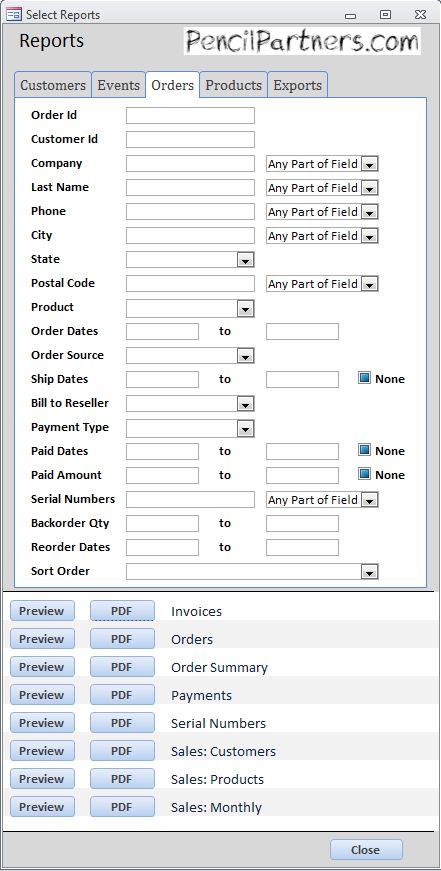 Select Reports
Reports PencilPartners.com
Customers Events Orders Products Exports
Order Id
Customer Id
Company Any Part of Field
Last Name Any Part of Field
Phone Any Part of Field
City Any Part of Field
State
Postal Code Any Part of Field
Product
Order Dates to
Order Source
Ship Dates to None
Bill to Reseller
Payment Type
Paid Dates to None
Paid Amount to None
Serial Numbers Any Part of Field
Backorder Qty to
Reorder Dates to
Sort Order
Preview PDF Invoices
Preview PDF Orders
Preview PDF Order Summary
Preview PDF Payments
Preview PDF Serial Numbers
Preview PDF Sales: Customers
Preview PDF Sales: Products
Preview PDF Sales: Monthly
Close